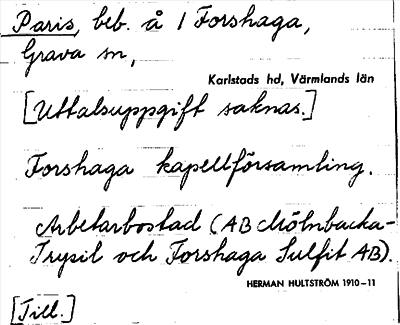 Paris, beb. å 1 Forshaga,
Grava sn,
Karlstads hd, Värmlands län
[Uttalsuppgift saknas.]
Forshaga kapellförsamling.
Arbetarbostad (AB Mölnbacka-
Trysil och Forshaga Sulfit AB).
HERMAN HULTSTRÖM 1910-11
[Till.]